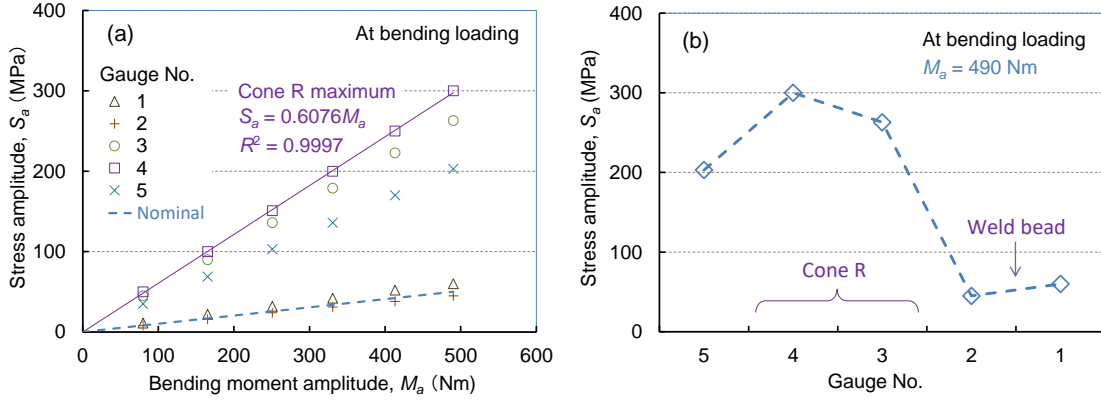 (a)
At bending loading
Gauge No.
1
2
3
4
5
Nominal
Cone R maximum
Sₐ = 0.6076Mₐ
R² = 0.9997
400
300
200
100
0
0 100 200 300 400 500 600
Stress amplitude, Sₐ (MPa)
Bending moment amplitude, Mₐ (Nm)
(b)
At bending loading
Mₐ = 490 Nm
Weld bead
Cone R
400
300
200
100
0
5 4 3 2 1
Stress amplitude, Sₐ (MPa)
Gauge No.